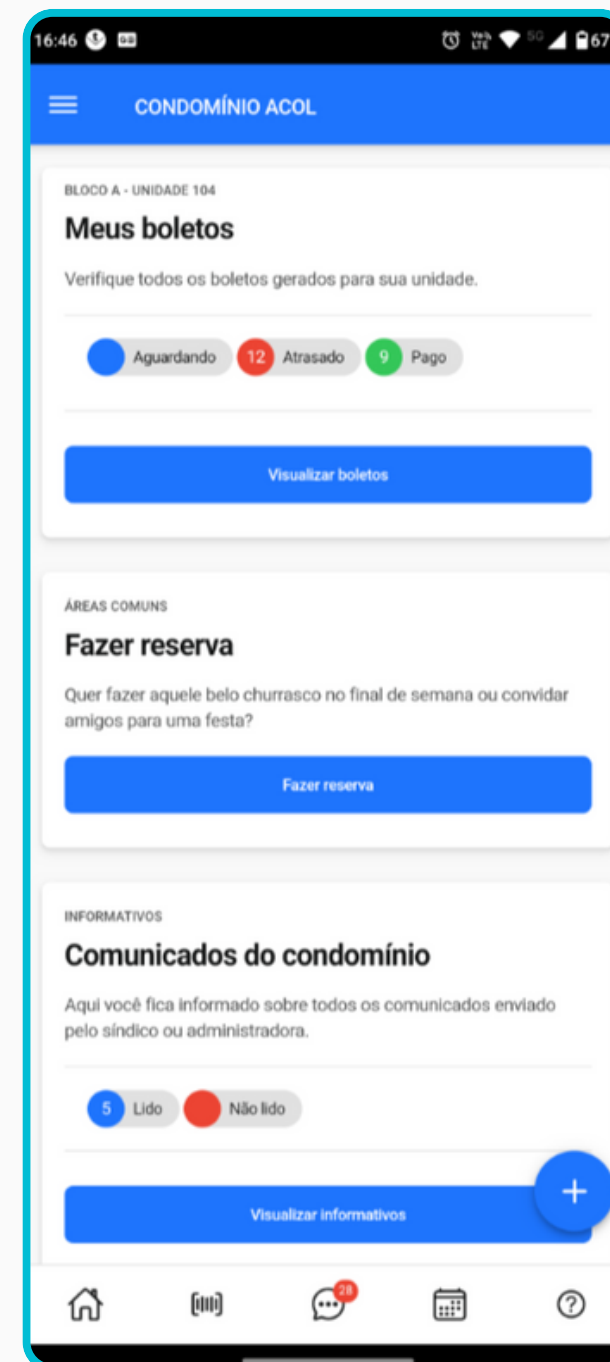 16:46
5G
67
CONDOMÍNIO ACOL
BLOCO A - UNIDADE 104
Meus boletos
Verifique todos os boletos gerados para sua unidade.
Aguardando 12 Atrasado 9 Pago
Visualizar boletos
ÁREAS COMUNS
Fazer reserva
Quer fazer aquele belo churrasco no final de semana ou convidar
amigos para uma festa?
Fazer reserva
INFORMATIVOS
Comunicados do condomínio
Aqui você fica informado sobre todos os comunicados enviado
pelo síndico ou administradora.
5 Lido Não lido
+
Visualizar informativos
28
?